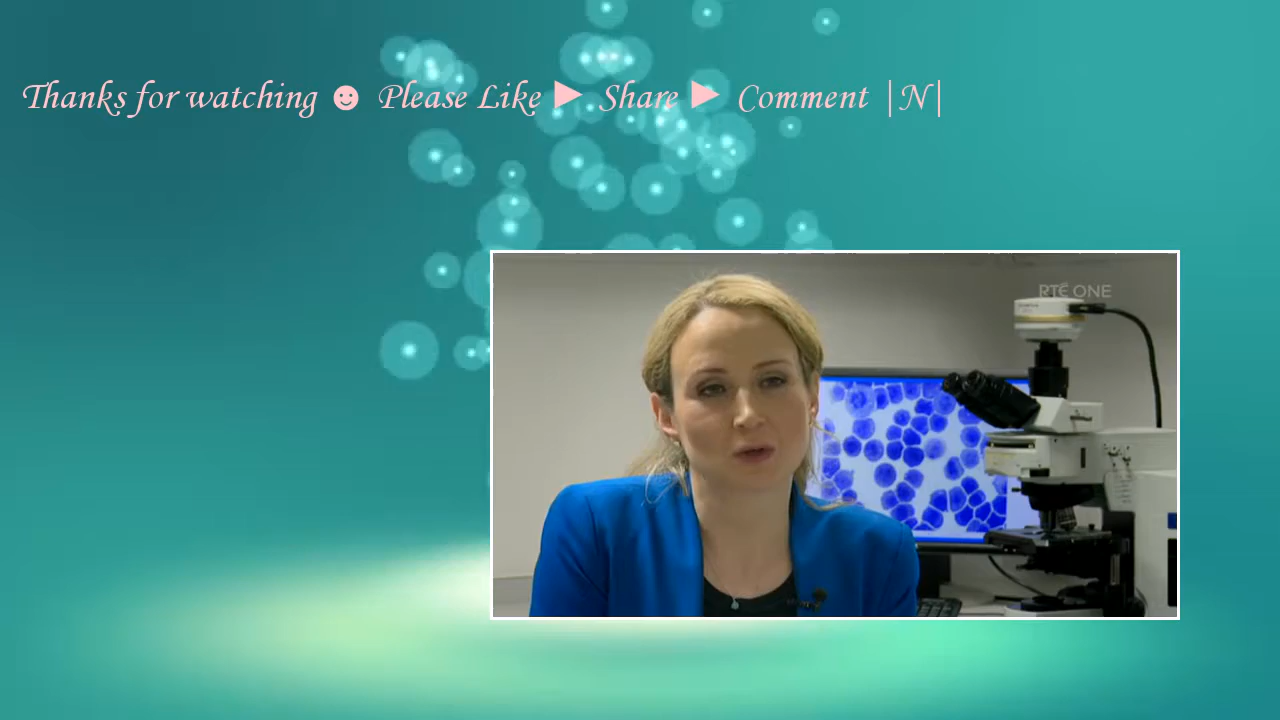 Thanks for watching ☻ Please Like ► Share ► Comment |N|
RTÉ ONE